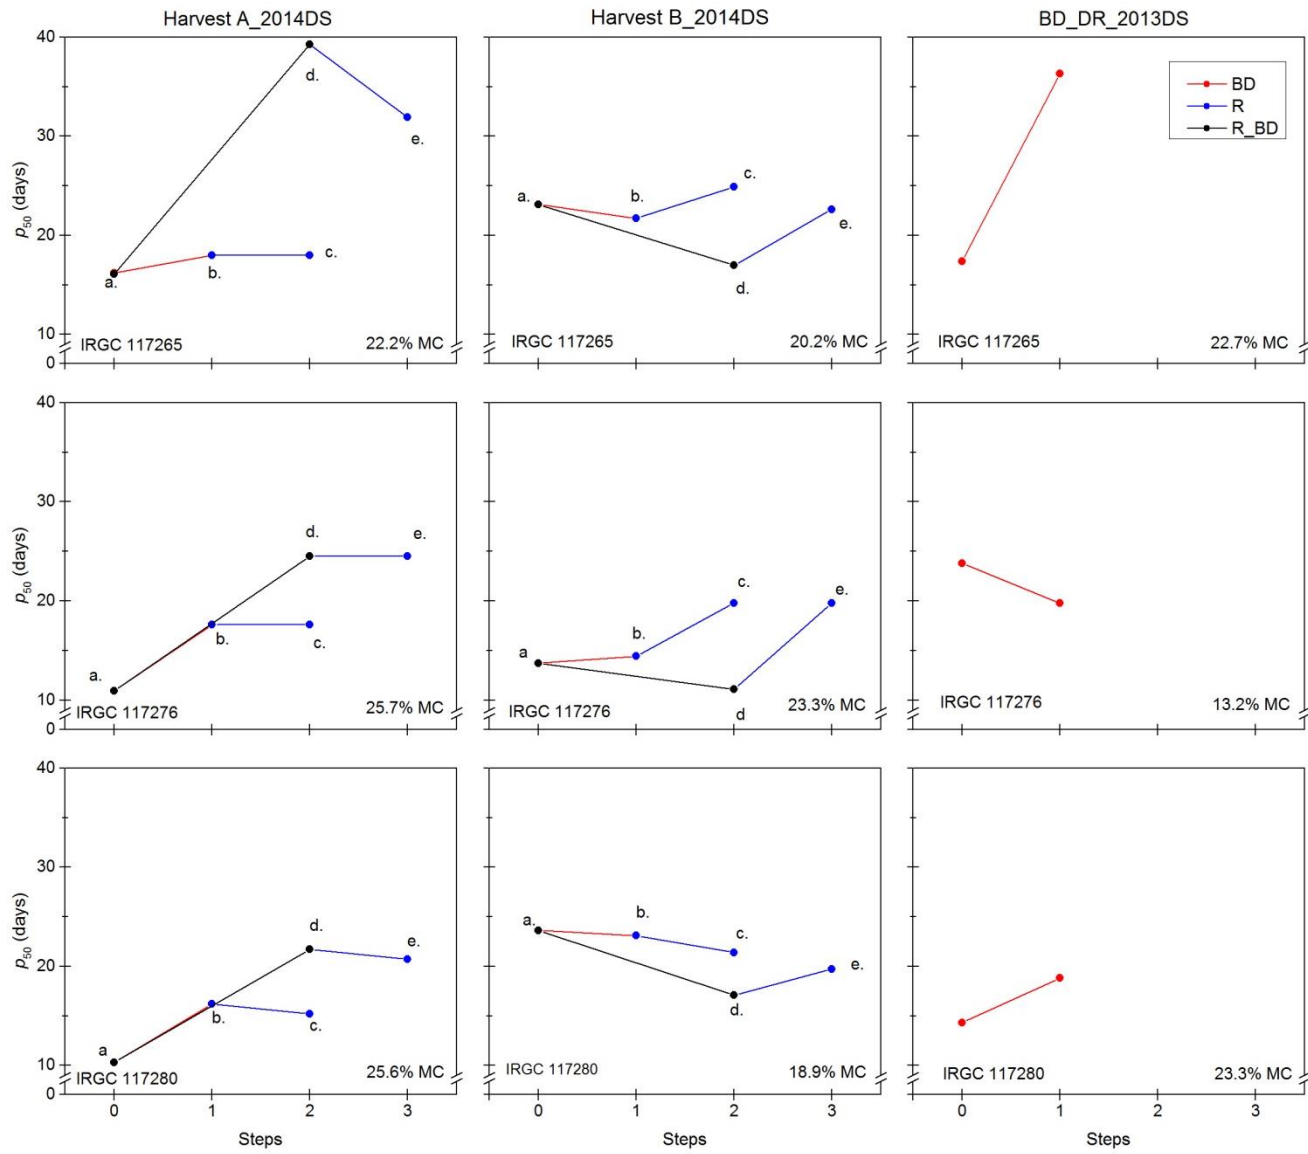 Harvest A_2014DS
Harvest B_2014DS
BD_DR_2013DS
40
30
20
10
0
p50 (days)
a.
b.
c.
d.
e.
IRGC 117265
22.2% MC
a.
b.
c.
d.
e.
IRGC 117265
20.2% MC
BD
R
R_BD
IRGC 117265
22.7% MC
40
30
20
10
0
p50 (days)
a.
b.
c.
d.
e.
IRGC 117276
25.7% MC
a
b.
c.
d
e.
IRGC 117276
23.3% MC
IRGC 117276
13.2% MC
40
30
20
10
0
p50 (days)
a
b.
c.
d.
e.
IRGC 117280
25.6% MC
a.
b.
c.
d.
e.
IRGC 117280
18.9% MC
IRGC 117280
23.3% MC
0 1 2 3
0 1 2 3
0 1 2 3
Steps
Steps
Steps